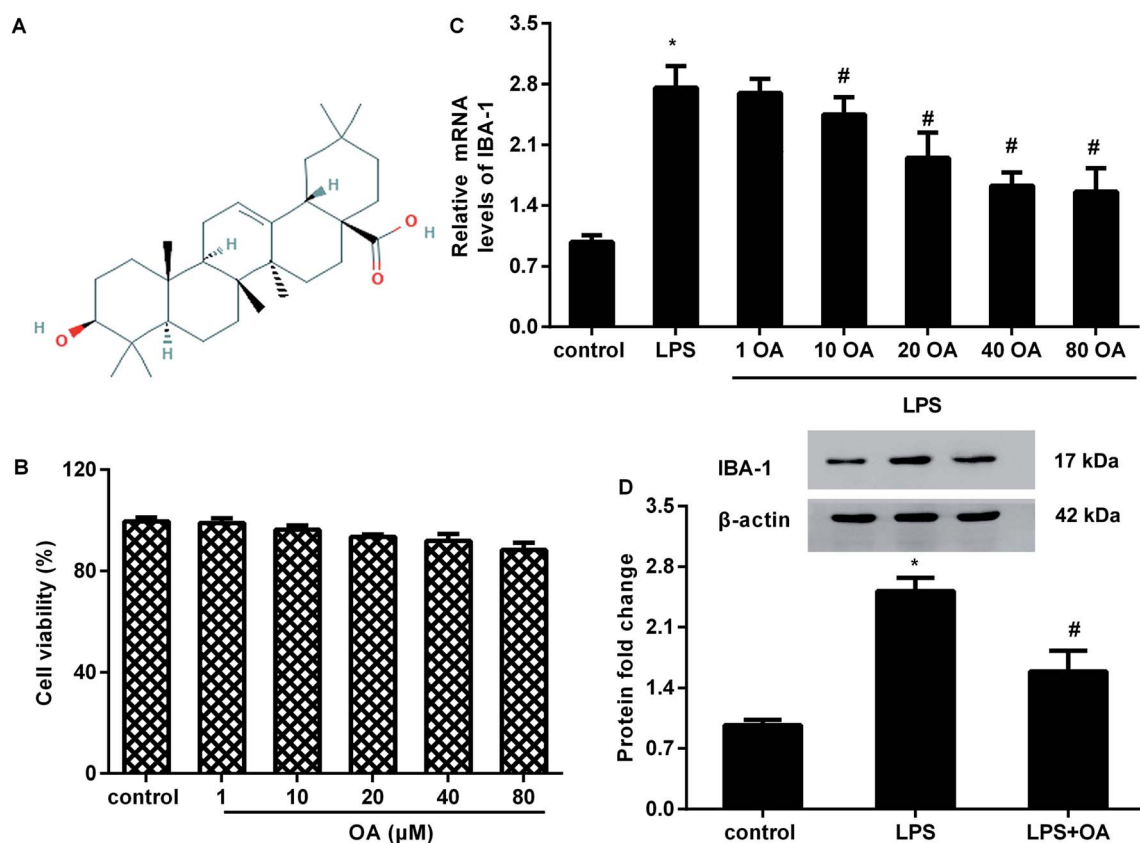 A
H
H
O
H
O
H
O
H
B
120
80
40
0
Cell viability (%)
control 1 10 20 40 80
OA (μM)
C
3.5
2.8
2.1
1.4
0.7
0.0
Relative mRNA
levels of IBA-1
*
#
#
#
#
control LPS 1 OA 10 OA 20 OA 40 OA 80 OA
LPS
D
IBA-1 17 kDa
β-actin 42 kDa
3.5
2.8
2.1
1.4
0.7
0.0
Protein fold change
*
#
control LPS LPS+OA